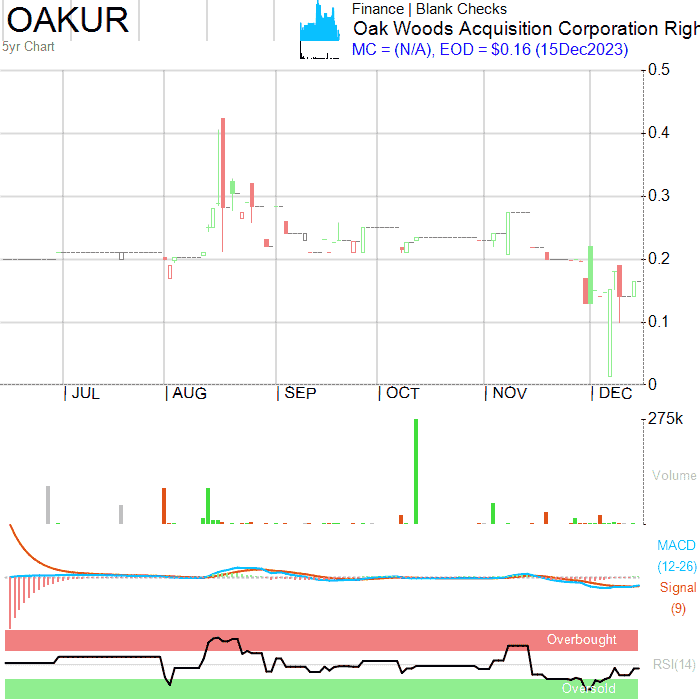 OAKUR
5yr Chart
Finance | Blank Checks
Oak Woods Acquisition Corporation Righ
MC = (N/A), EOD = $0.16 (15Dec2023)
0.5
0.4
0.3
0.2
0.1
0
JUL
AUG
SEP
OCT
NOV
DEC
275k
Volume
MACD
(12-26)
Signal
(9)
Overbought
RSI(14)
Oversold